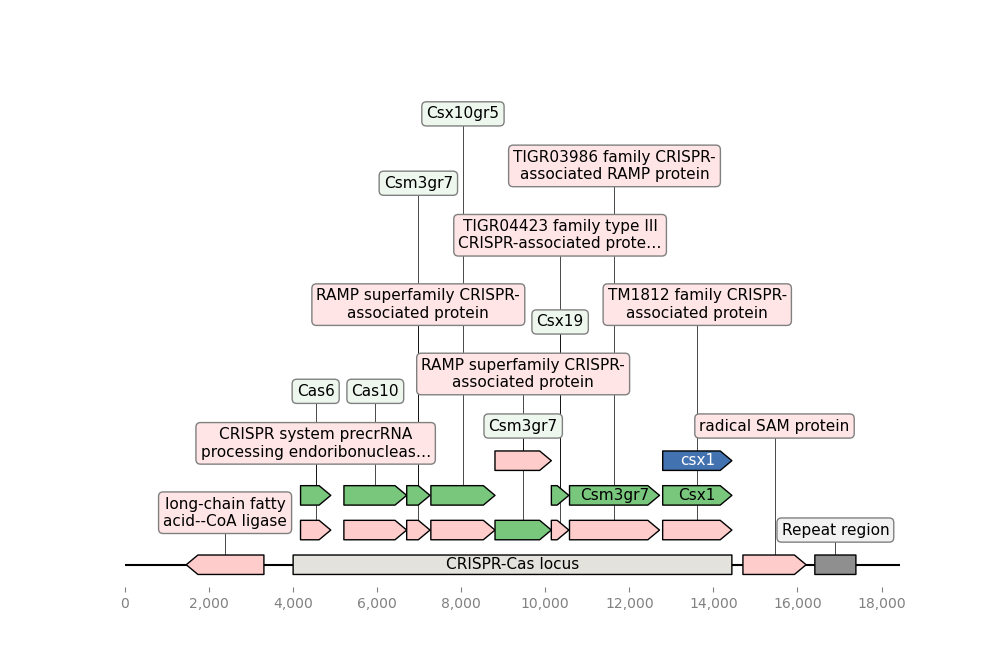 Csx10gr5
TIGR03986 family CRISPR-
associated RAMP protein
Csm3gr7
TIGR04423 family type III
CRISPR-associated prote…
RAMP superfamily CRISPR-
associated protein
TM1812 family CRISPR-
associated protein
Csx19
RAMP superfamily CRISPR-
associated protein
Cas6
Cas10
Csm3gr7
radical SAM protein
CRISPR system precrRNA
processing endoribonucleas…
csx1
long-chain fatty
acid--CoA ligase
Csm3gr7
Csx1
Repeat region
CRISPR-Cas locus
0
2,000
4,000
6,000
8,000
10,000
12,000
14,000
16,000
18,000